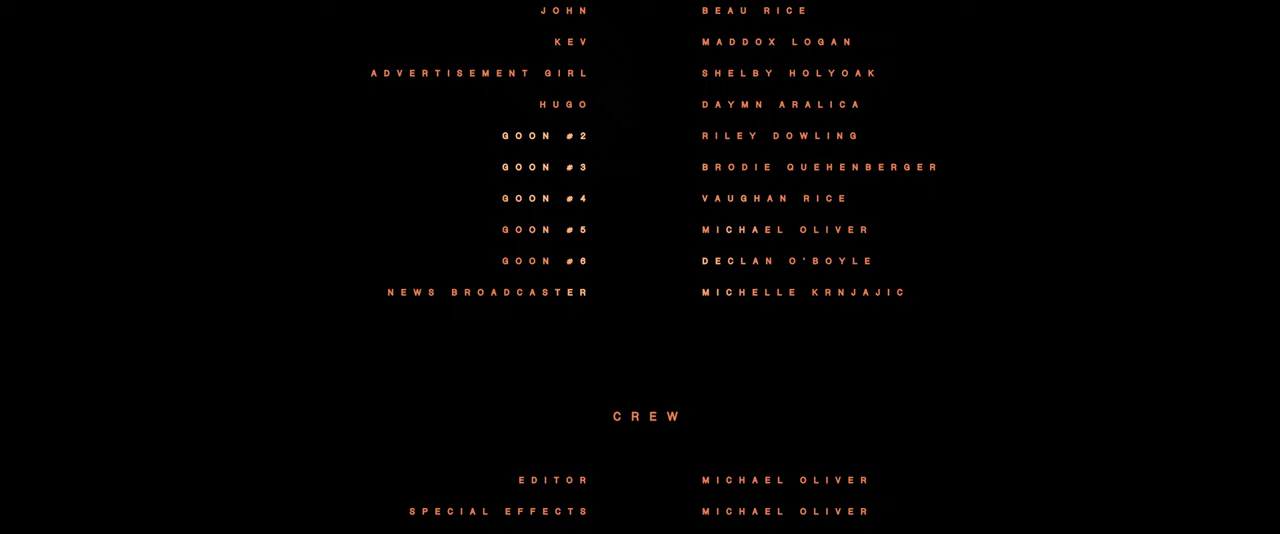 JOHN BEAU RICE
KEV MADDOX LOGAN
ADVERTISEMENT GIRL SHELBY HOLYOAK
HUGO DAYMN ARALICA
GOON #2 RILEY DOWLING
GOON #3 BRODIE QUEHENBERGER
GOON #4 VAUGHAN RICE
GOON #5 MICHAEL OLIVER
GOON #6 DECLAN O'BOYLE
NEWS BROADCASTER MICHELLE KRNJAJIC
CREW
EDITOR MICHAEL OLIVER
SPECIAL EFFECTS MICHAEL OLIVER